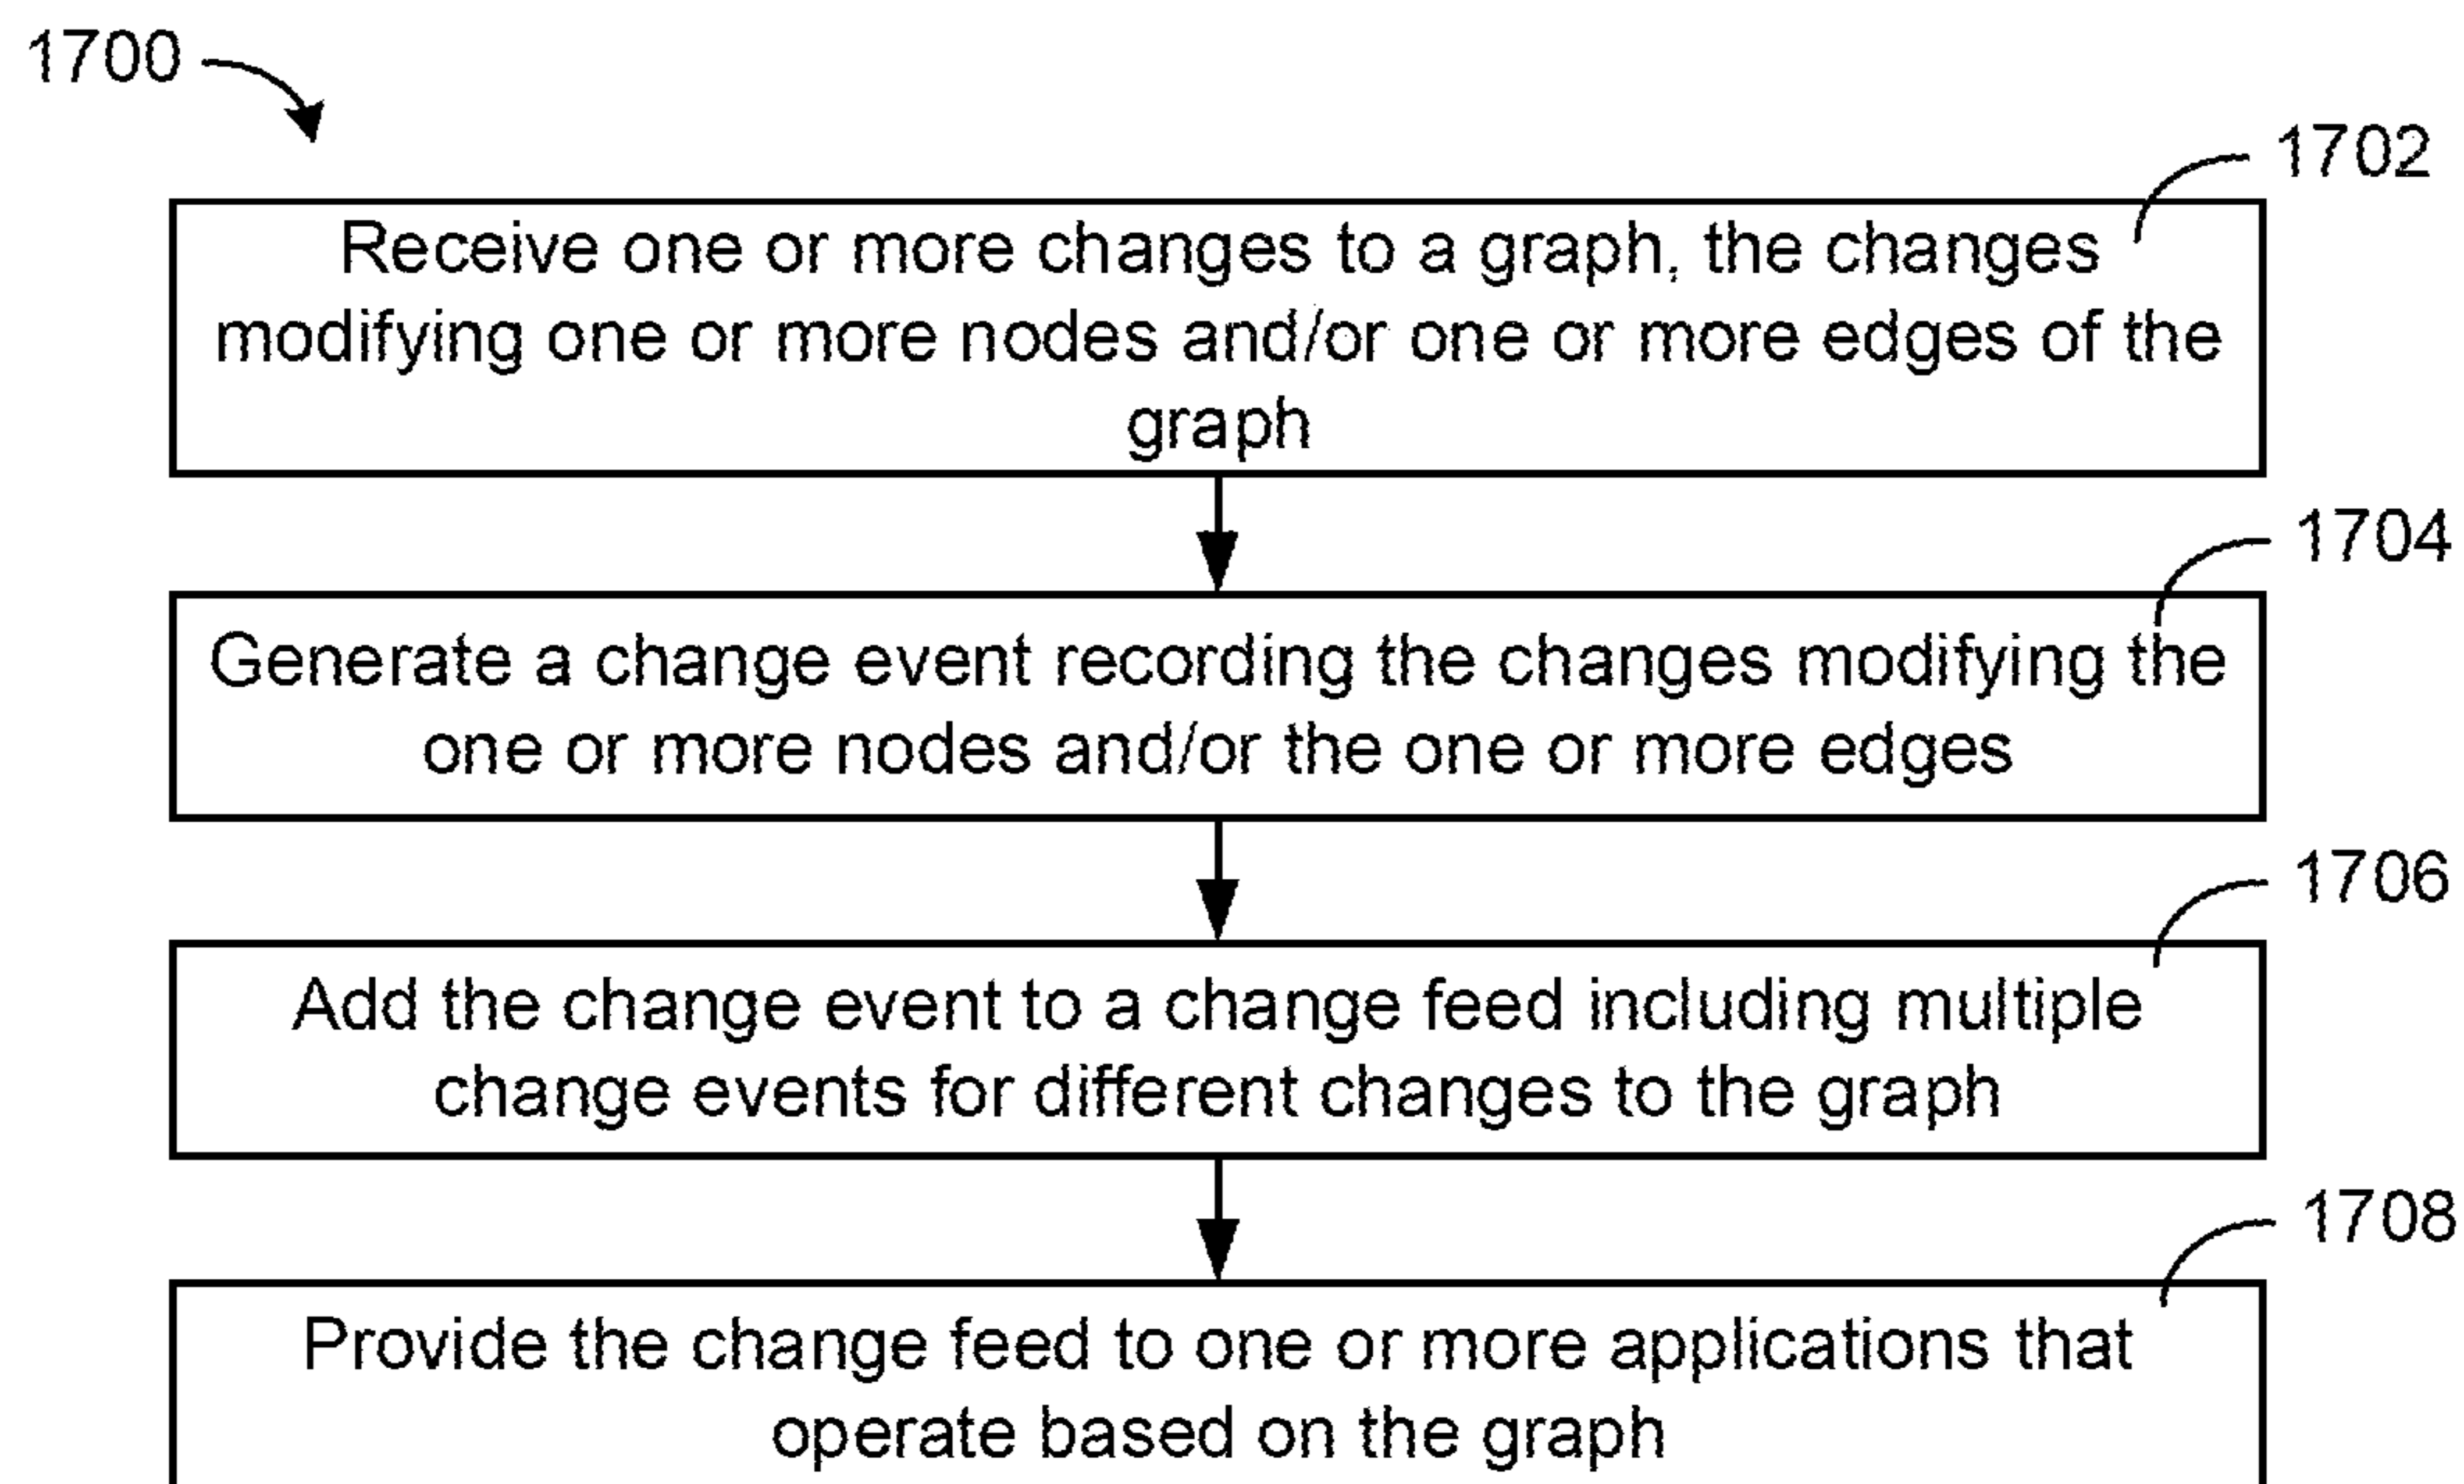 1700
1702
Receive one or more changes to a graph, the changes
modifying one or more nodes and/or one or more edges of the
graph
1704
Generate a change event recording the changes modifying the
one or more nodes and/or the one or more edges
1706
Add the change event to a change feed including multiple
change events for different changes to the graph
1708
Provide the change feed to one or more applications that
operate based on the graph